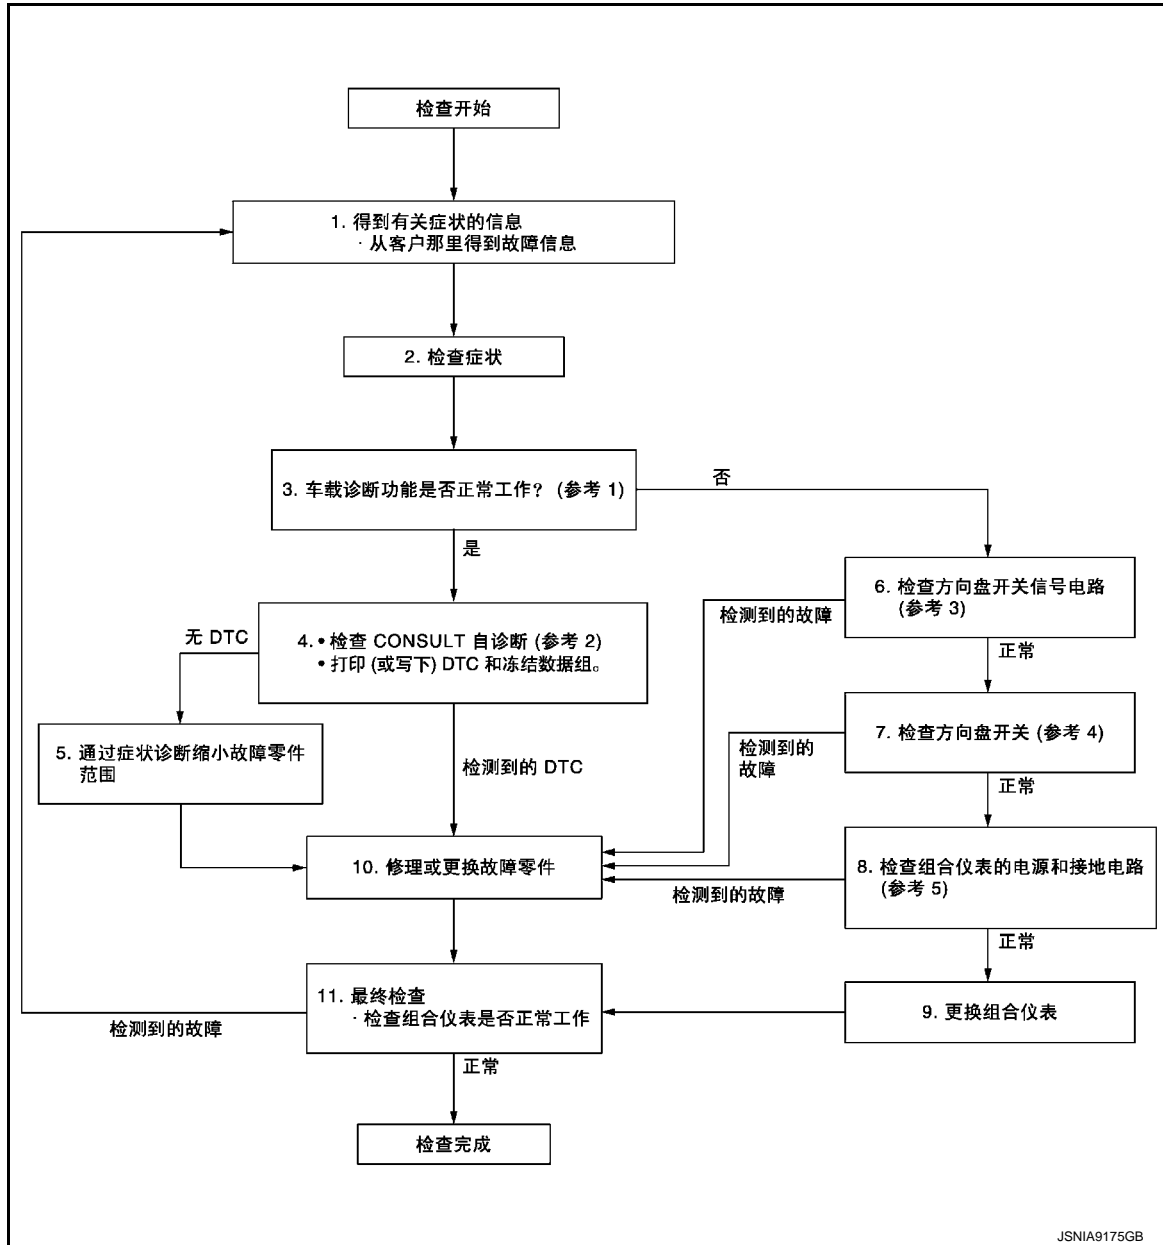 检查开始
1. 得到有关症状的信息
· 从客户那里得到故障信息
2. 检查症状
3. 车载诊断功能是否正常工作? (参考 1)
否
是
6. 检查方向盘开关信号电路
(参考 3)
检测到的故障
正常
无 DTC
4. • 检查 CONSULT 自诊断 (参考 2)
• 打印 (或写下) DTC 和冻结数据组。
5. 通过症状诊断缩小故障零件
范围
检测到的 DTC
7. 检查方向盘开关 (参考 4)
检测到的
故障
正常
10. 修理或更换故障零件
8. 检查组合仪表的电源和接地电路
(参考 5)
检测到的故障
正常
11. 最终检查
· 检查组合仪表是否正常工作
9. 更换组合仪表
检测到的故障
正常
检查完成
JSNIA9175GB